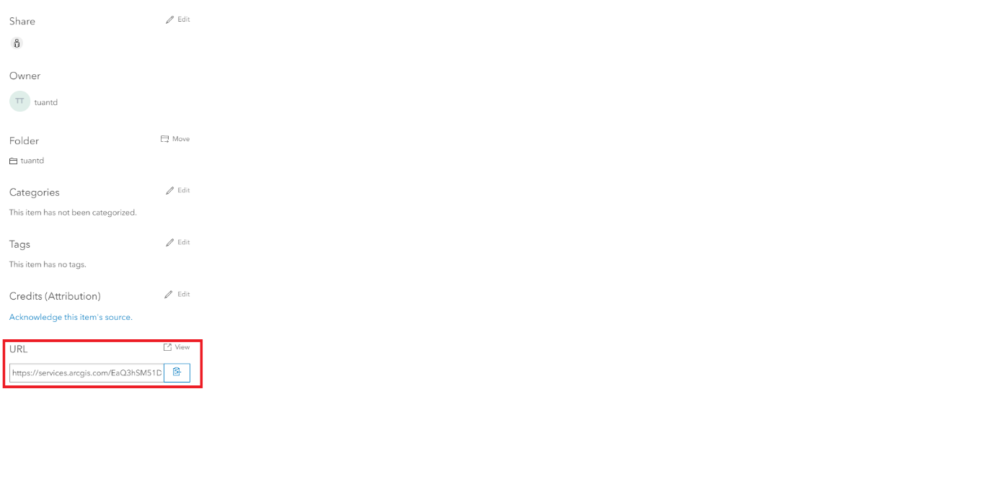 Share
Edit
Owner
TT
tuantd
Folder
Move
tuantd
Categories
Edit
This item has not been categorized.
Tags
Edit
This item has no tags.
Credits (Attribution)
Edit
Acknowledge this item's source.
URL
View
https://services.arcgis.com/EaQ3hSM51D